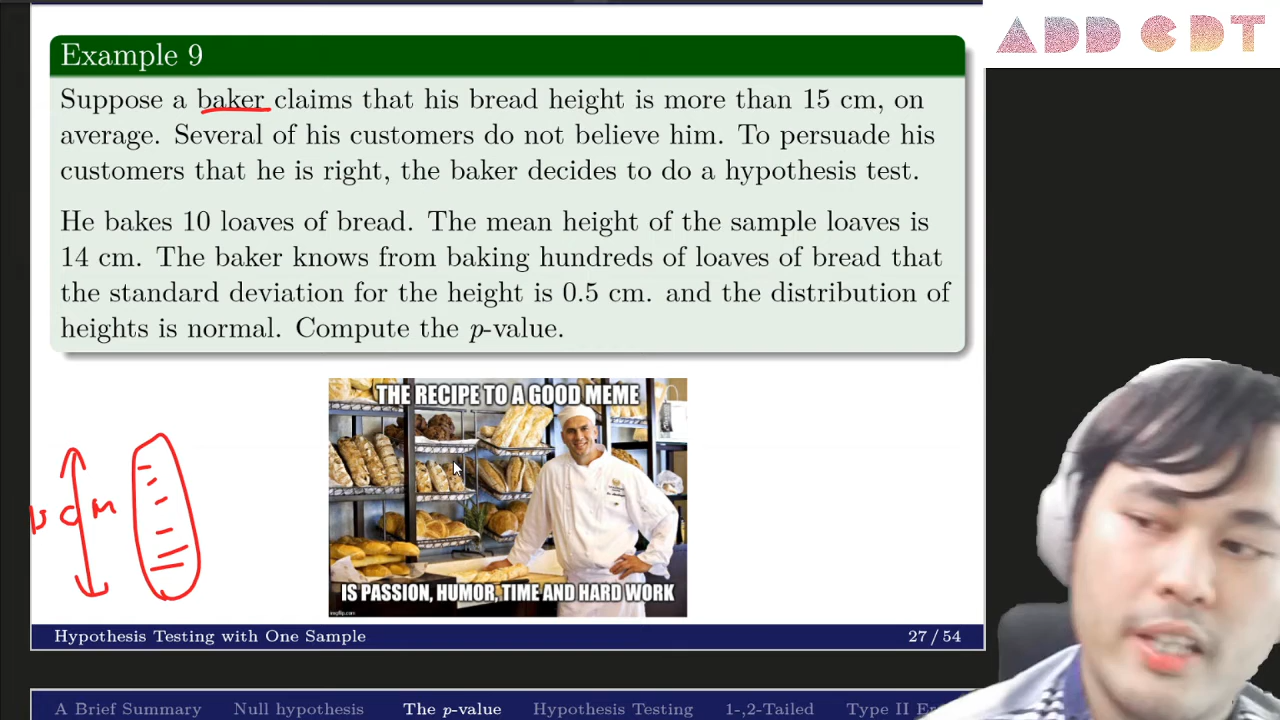 ADD CDT
Example 9
Suppose a baker claims that his bread height is more than 15 cm, on
average. Several of his customers do not believe him. To persuade his
customers that he is right, the baker decides to do a hypothesis test.
He bakes 10 loaves of bread. The mean height of the sample loaves is
14 cm. The baker knows from baking hundreds of loaves of bread that
the standard deviation for the height is 0.5 cm. and the distribution of
heights is normal. Compute the p-value.
THE RECIPE TO A GOOD MEME
cm
IS PASSION, HUMOR, TIME AND HARD WORK
imgflip.com
Hypothesis Testing with One Sample 27 / 54
A Brief Summary Null hypothesis The p-value Hypothesis Testing 1-,2-Tailed Type II Er